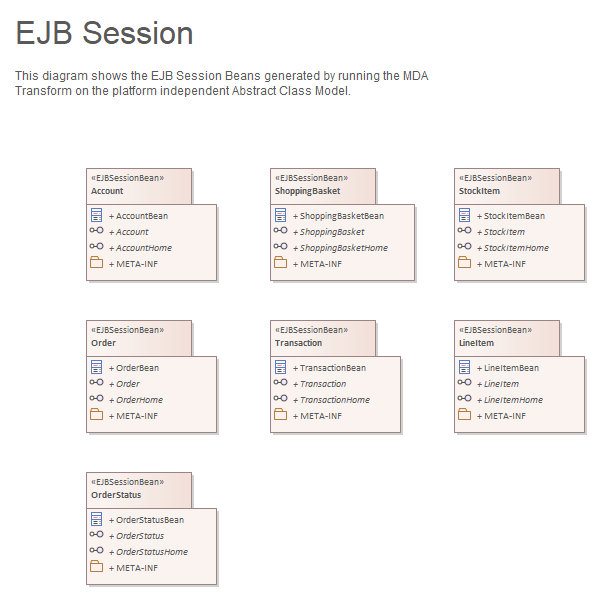 EJB Session
This diagram shows the EJB Session Beans generated by running the MDA
Transform on the platform independent Abstract Class Model.
«EJBSessionBean»
Account
+ AccountBean
+ Account
+ AccountHome
+ META-INF
«EJBSessionBean»
ShoppingBasket
+ ShoppingBasketBean
+ ShoppingBasket
+ ShoppingBasketHome
+ META-INF
«EJBSessionBean»
StockItem
+ StockItemBean
+ StockItem
+ StockItemHome
+ META-INF
«EJBSessionBean»
Order
+ OrderBean
+ Order
+ OrderHome
+ META-INF
«EJBSessionBean»
Transaction
+ TransactionBean
+ Transaction
+ TransactionHome
+ META-INF
«EJBSessionBean»
LineItem
+ LineItemBean
+ LineItem
+ LineItemHome
+ META-INF
«EJBSessionBean»
OrderStatus
+ OrderStatusBean
+ OrderStatus
+ OrderStatusHome
+ META-INF